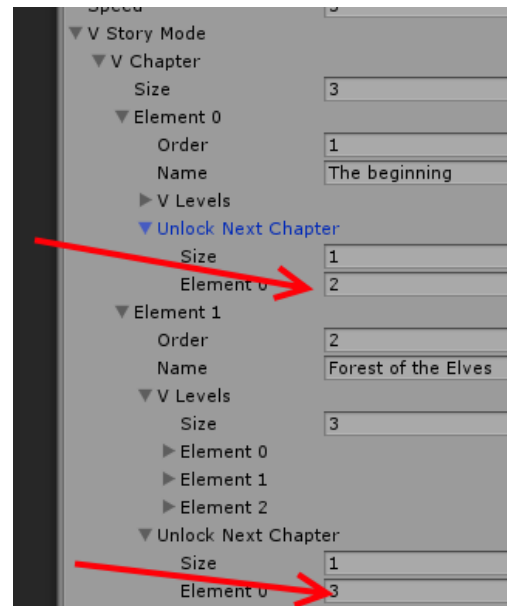 Speed
V Story Mode
V Chapter
Size 3
Element 0
Order 1
Name The beginning
V Levels
Unlock Next Chapter
Size 1
Element 0 2
Element 1
Order 2
Name Forest of the Elves
V Levels
Size 3
Element 0
Element 1
Element 2
Unlock Next Chapter
Size 1
Element 0 3